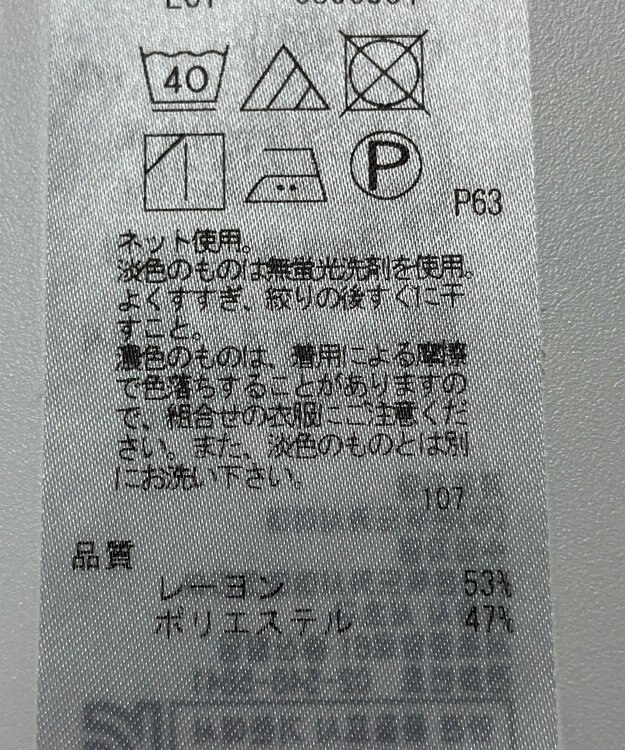 40
P
P63
ネット使用。
淡色のものは無蛍光洗剤を使用。
よくすすぎ、絞りの後すぐに干
すこと。
濃色のものは、着用による摩擦
で色落ちすることがありますの
で、組合せの衣服にご注意くだ
さい。また、淡色のものとは別
にお洗い下さい。
107
品質
レーヨン 53%
ポリエステル 47%